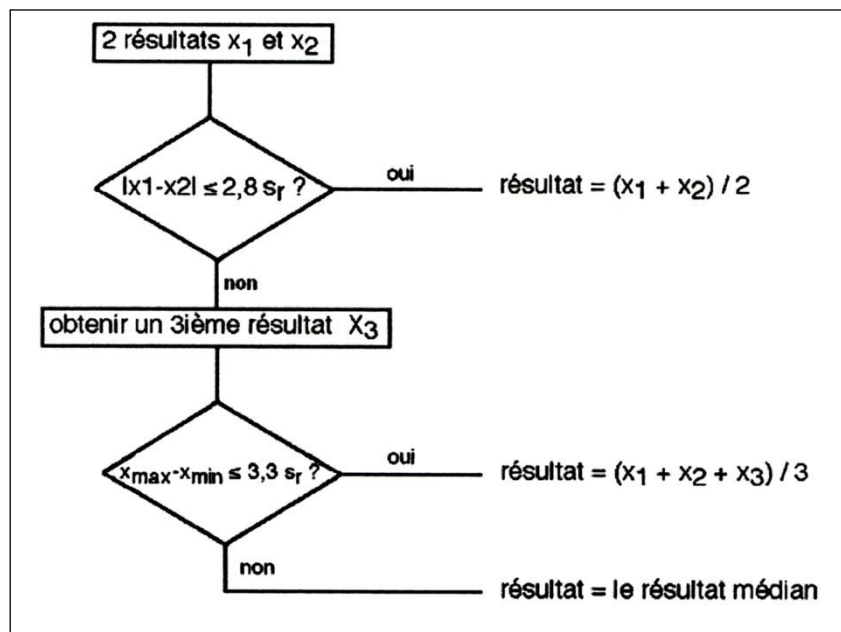 2 résultats x₁ et x₂
|x1-x2| ≤ 2,8 sᵣ ?
oui
résultat = (x₁ + x₂) / 2
non
obtenir un 3ième résultat X₃
xmax-xmin ≤ 3,3 sᵣ ?
oui
résultat = (x₁ + x₂ + x₃) / 3
non
résultat = le résultat médian